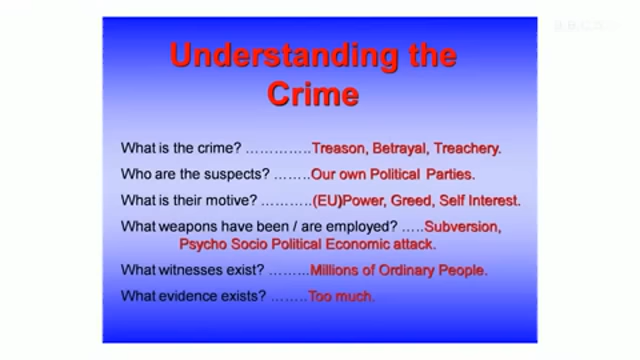 Understanding the
Crime
What is the crime? …………..Treason, Betrayal, Treachery.
Who are the suspects? ……..Our own Political Parties.
What is their motive? ………..(EU)Power, Greed, Self Interest.
What weapons have been / are employed? …..Subversion,
Psycho Socio Political Economic attack.
What witnesses exist? ………Millions of Ordinary People.
What evidence exists? ……..Too much.